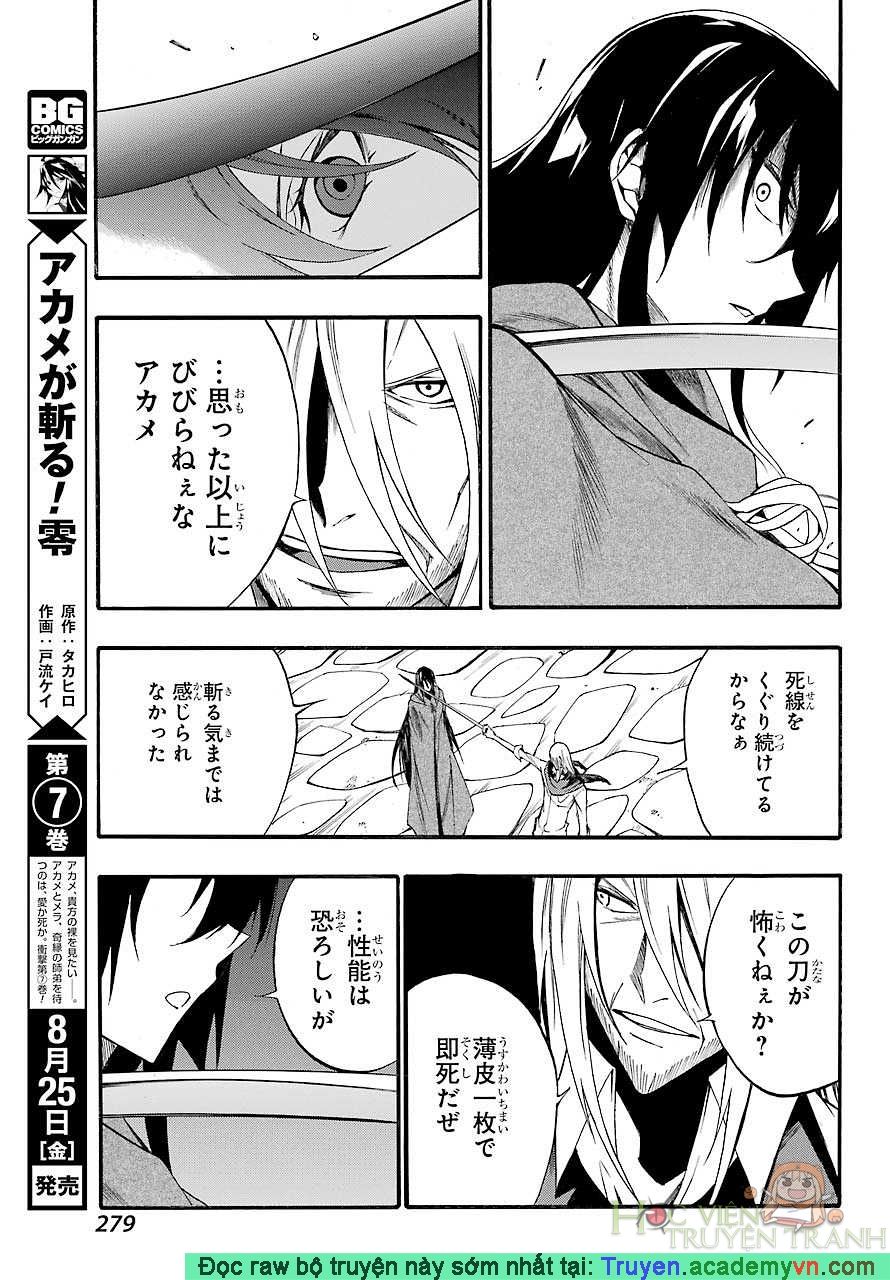 …思った以上に
びびらねぇな
アカメ
死線を
くぐり続けてる
からなぁ
斬る気までは
感じられ
なかった
この刀が
怖くねぇか?
薄皮一枚で
即死だぜ
…性能は
恐ろしいが
BG
COMICS
ビッグガンガン
アカメが斬る!零
原作:タカヒロ
作画:戸流ケイ
第⑦巻
アカメ、貴方の裸を見たい――。
アカメとメラ、奇縁の師弟を待
つのは、愛か死か。衝撃第⑦巻!
8月25日[金]発売
279
HỌC VIỆN
TRUYỆN TRANH
Đọc raw bộ truyện này sớm nhất tại: Truyen.academyvn.com